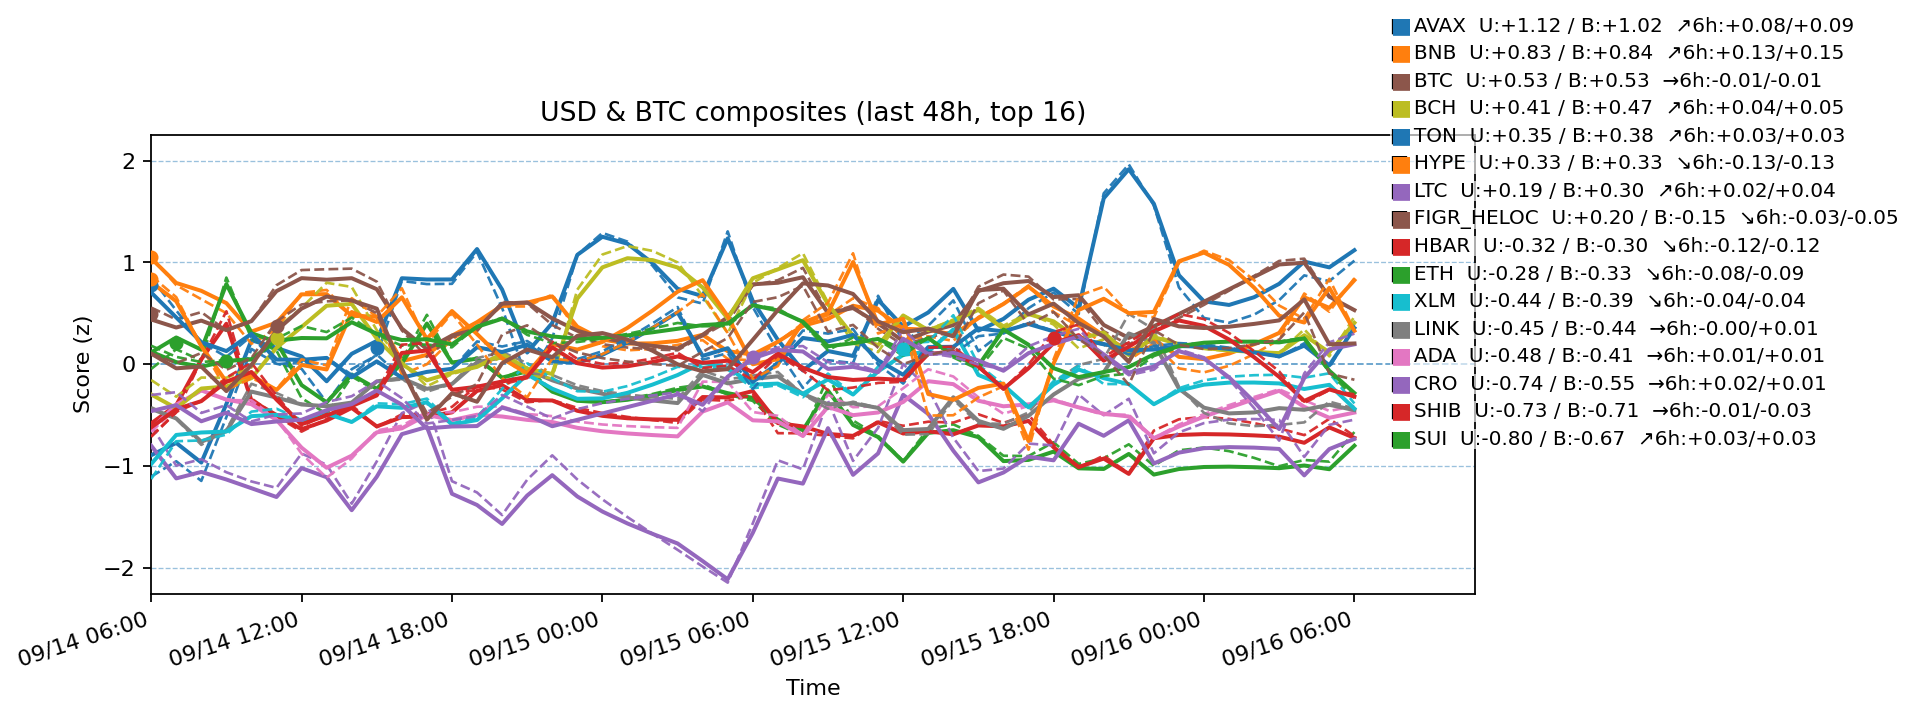 AVAX U:+1.12 / B:+1.02 ↗6h:+0.08/+0.09
BNB U:+0.83 / B:+0.84 ↗6h:+0.13/+0.15
BTC U:+0.53 / B:+0.53 →6h:-0.01/-0.01
BCH U:+0.41 / B:+0.47 ↗6h:+0.04/+0.05
TON U:+0.35 / B:+0.38 ↗6h:+0.03/+0.03
HYPE U:+0.33 / B:+0.33 ↘6h:-0.13/-0.13
LTC U:+0.19 / B:+0.30 ↗6h:+0.02/+0.04
FIGR_HELOC U:+0.20 / B:-0.15 ↘6h:-0.03/-0.05
HBAR U:-0.32 / B:-0.30 ↘6h:-0.12/-0.12
ETH U:-0.28 / B:-0.33 ↘6h:-0.08/-0.09
XLM U:-0.44 / B:-0.39 ↘6h:-0.04/-0.04
LINK U:-0.45 / B:-0.44 →6h:-0.00/+0.01
ADA U:-0.48 / B:-0.41 →6h:+0.01/+0.01
CRO U:-0.74 / B:-0.55 →6h:+0.02/+0.01
SHIB U:-0.73 / B:-0.71 →6h:-0.01/-0.03
SUI U:-0.80 / B:-0.67 ↗6h:+0.03/+0.03
USD & BTC composites (last 48h, top 16)
Score (z)
2
1
0
−1
−2
09/14 06:00
09/14 12:00
09/14 18:00
09/15 00:00
09/15 06:00
09/15 12:00
09/15 18:00
09/16 00:00
09/16 06:00
Time